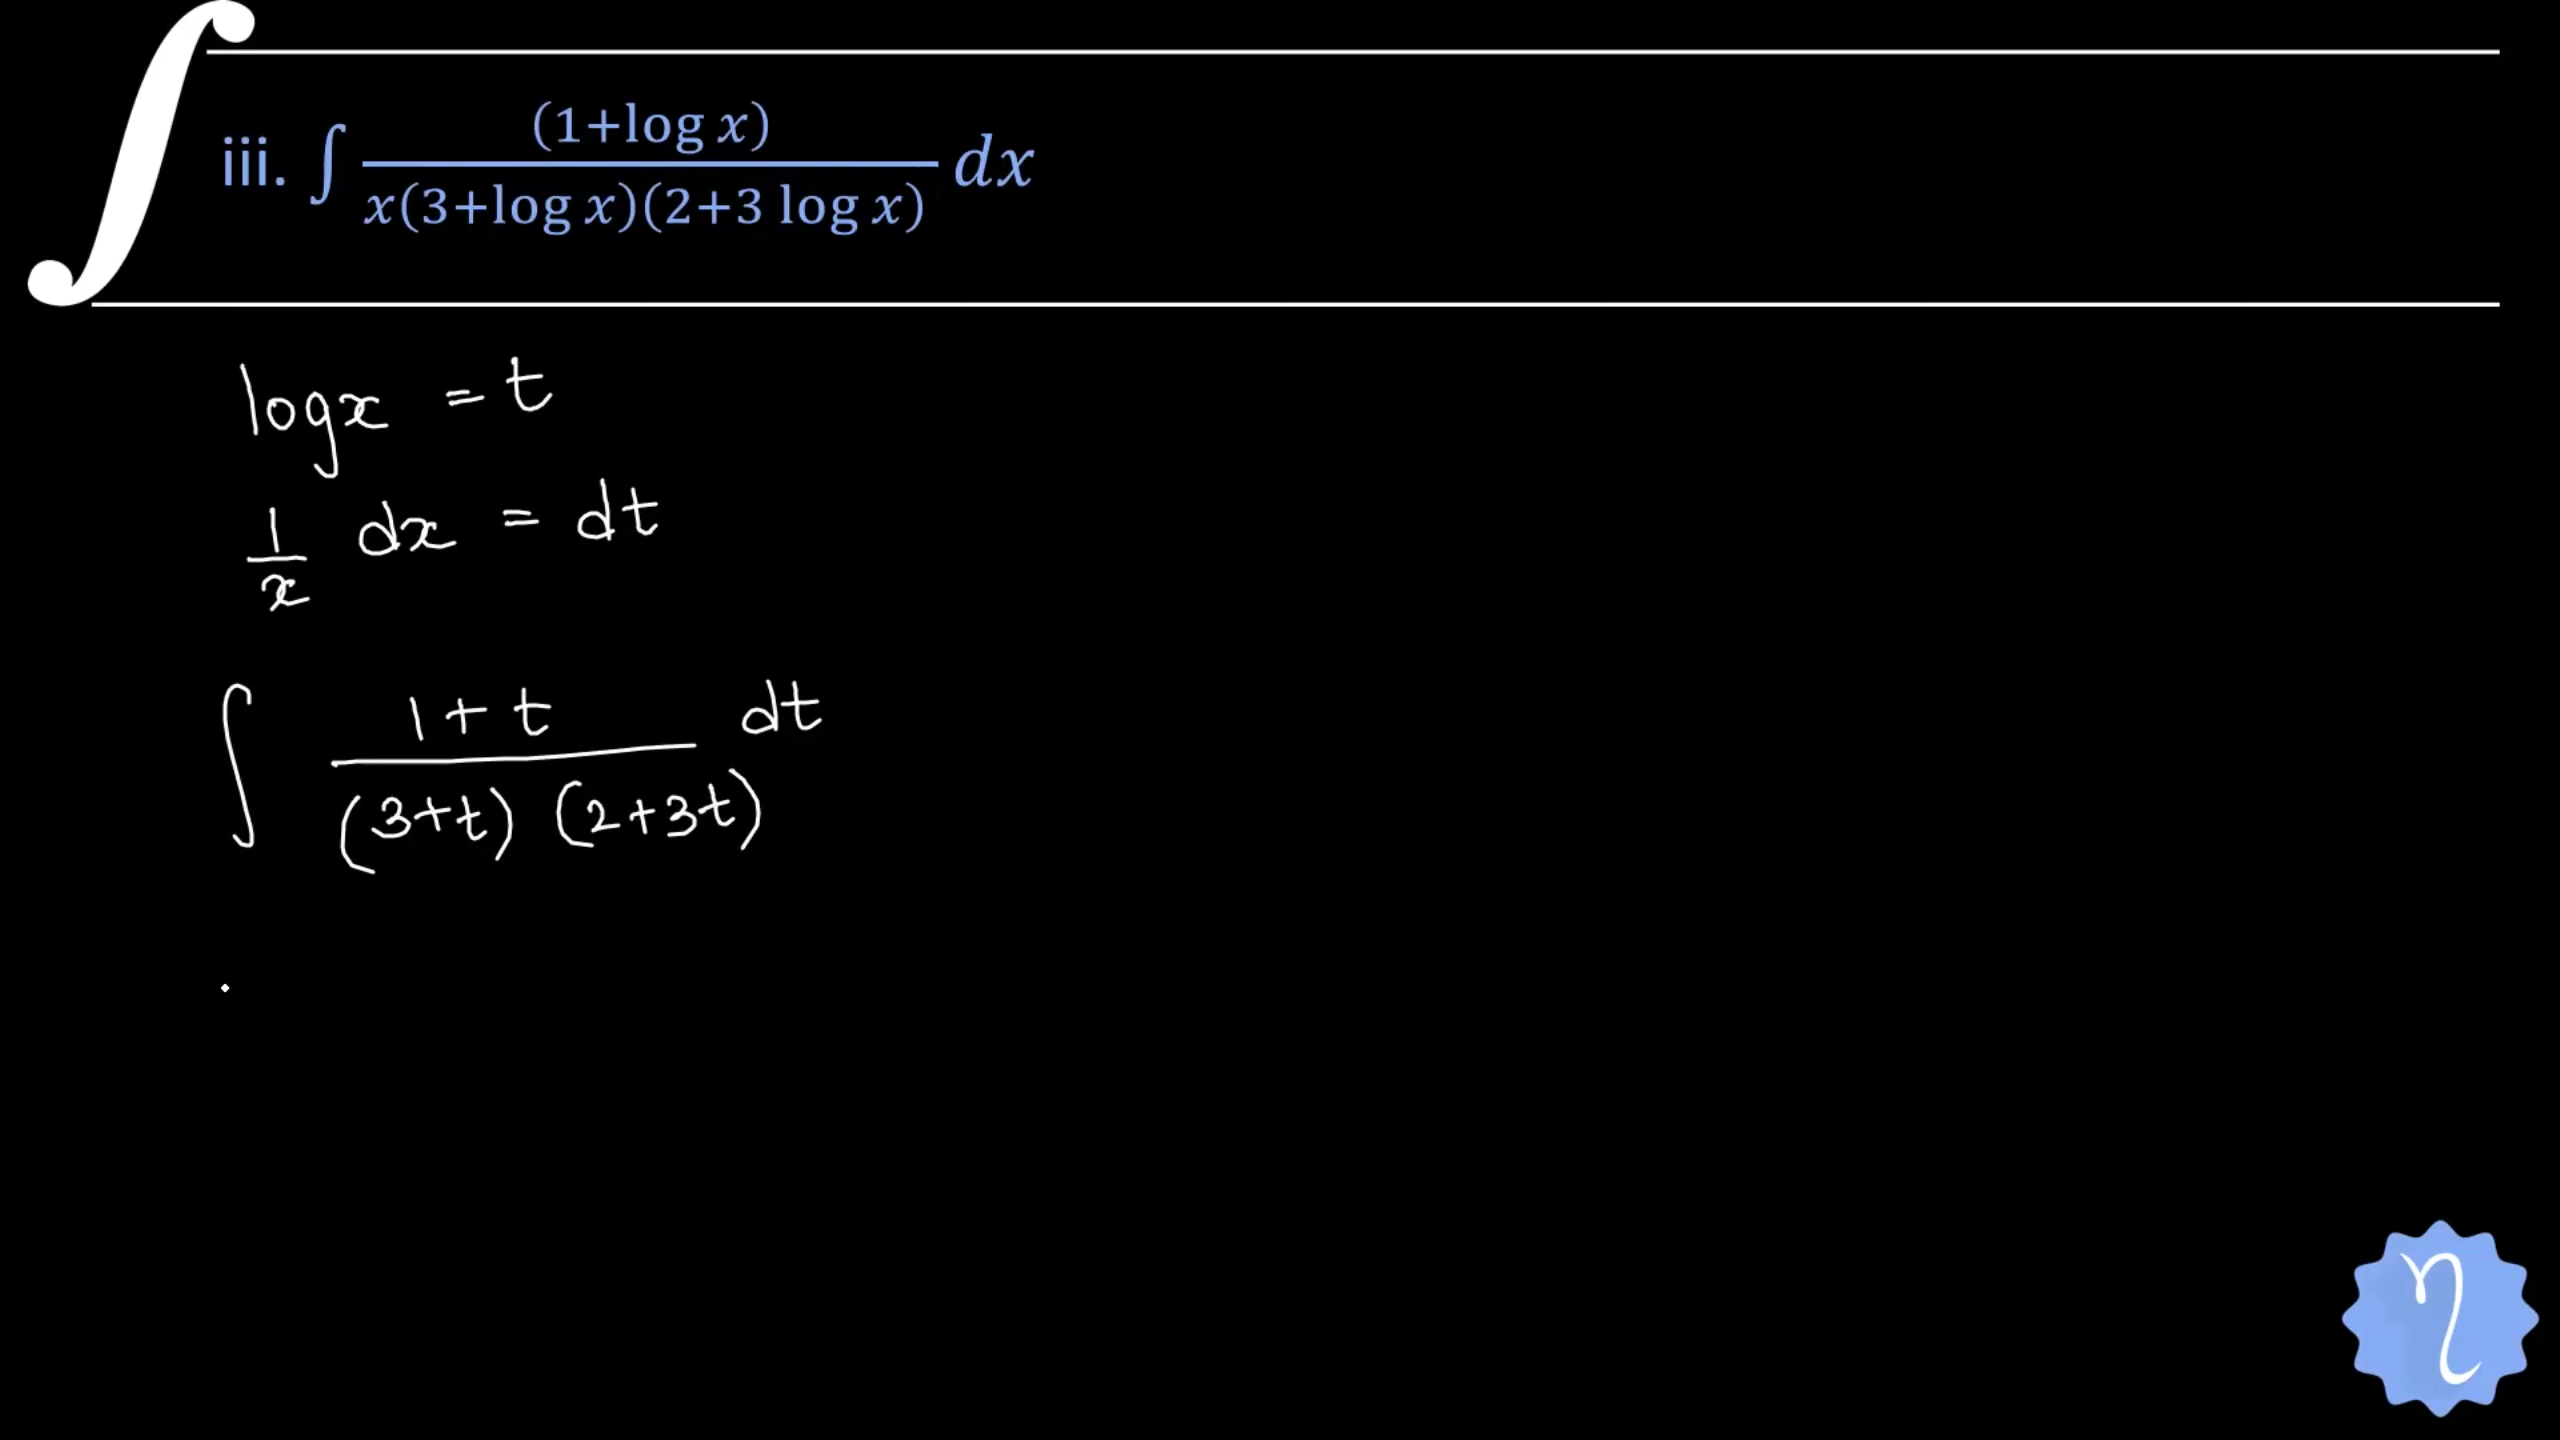 iii. ∫ (1+log x) / x(3+log x)(2+3 log x) dx
log x = t
1/x dx = dt
∫ 1+t / (3+t) (2+3t) dt
η